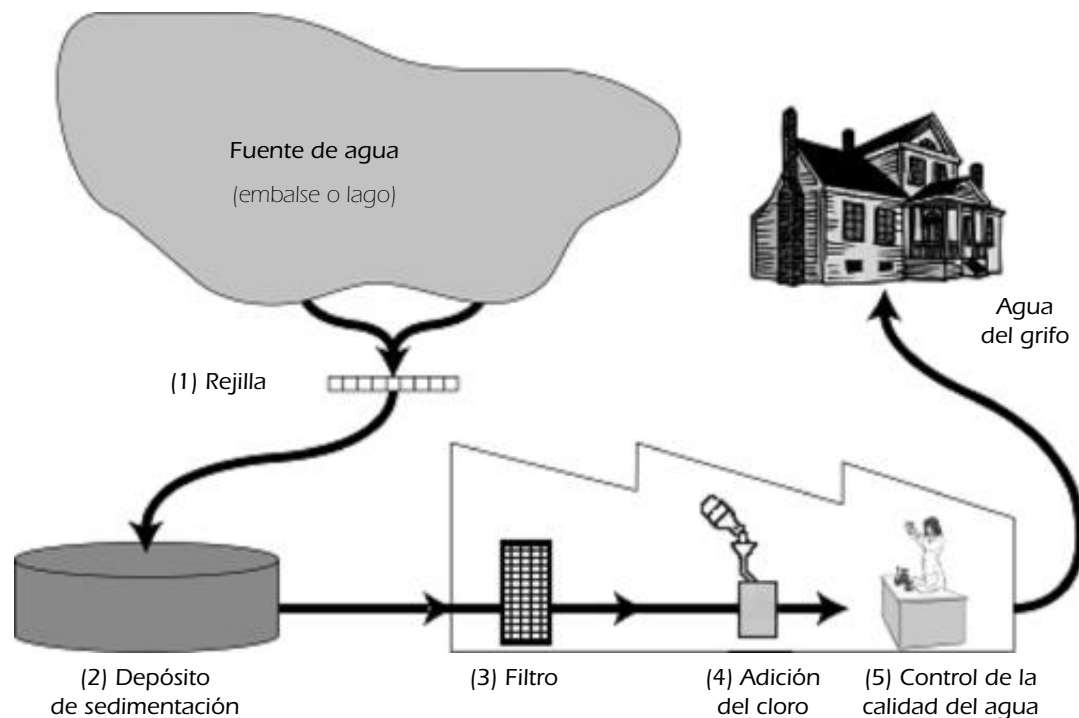 Fuente de agua
(embalse o lago)
Agua
del grifo
(1) Rejilla
(2) Depósito
de sedimentación
(3) Filtro
(4) Adición
del cloro
(5) Control de la
calidad del agua